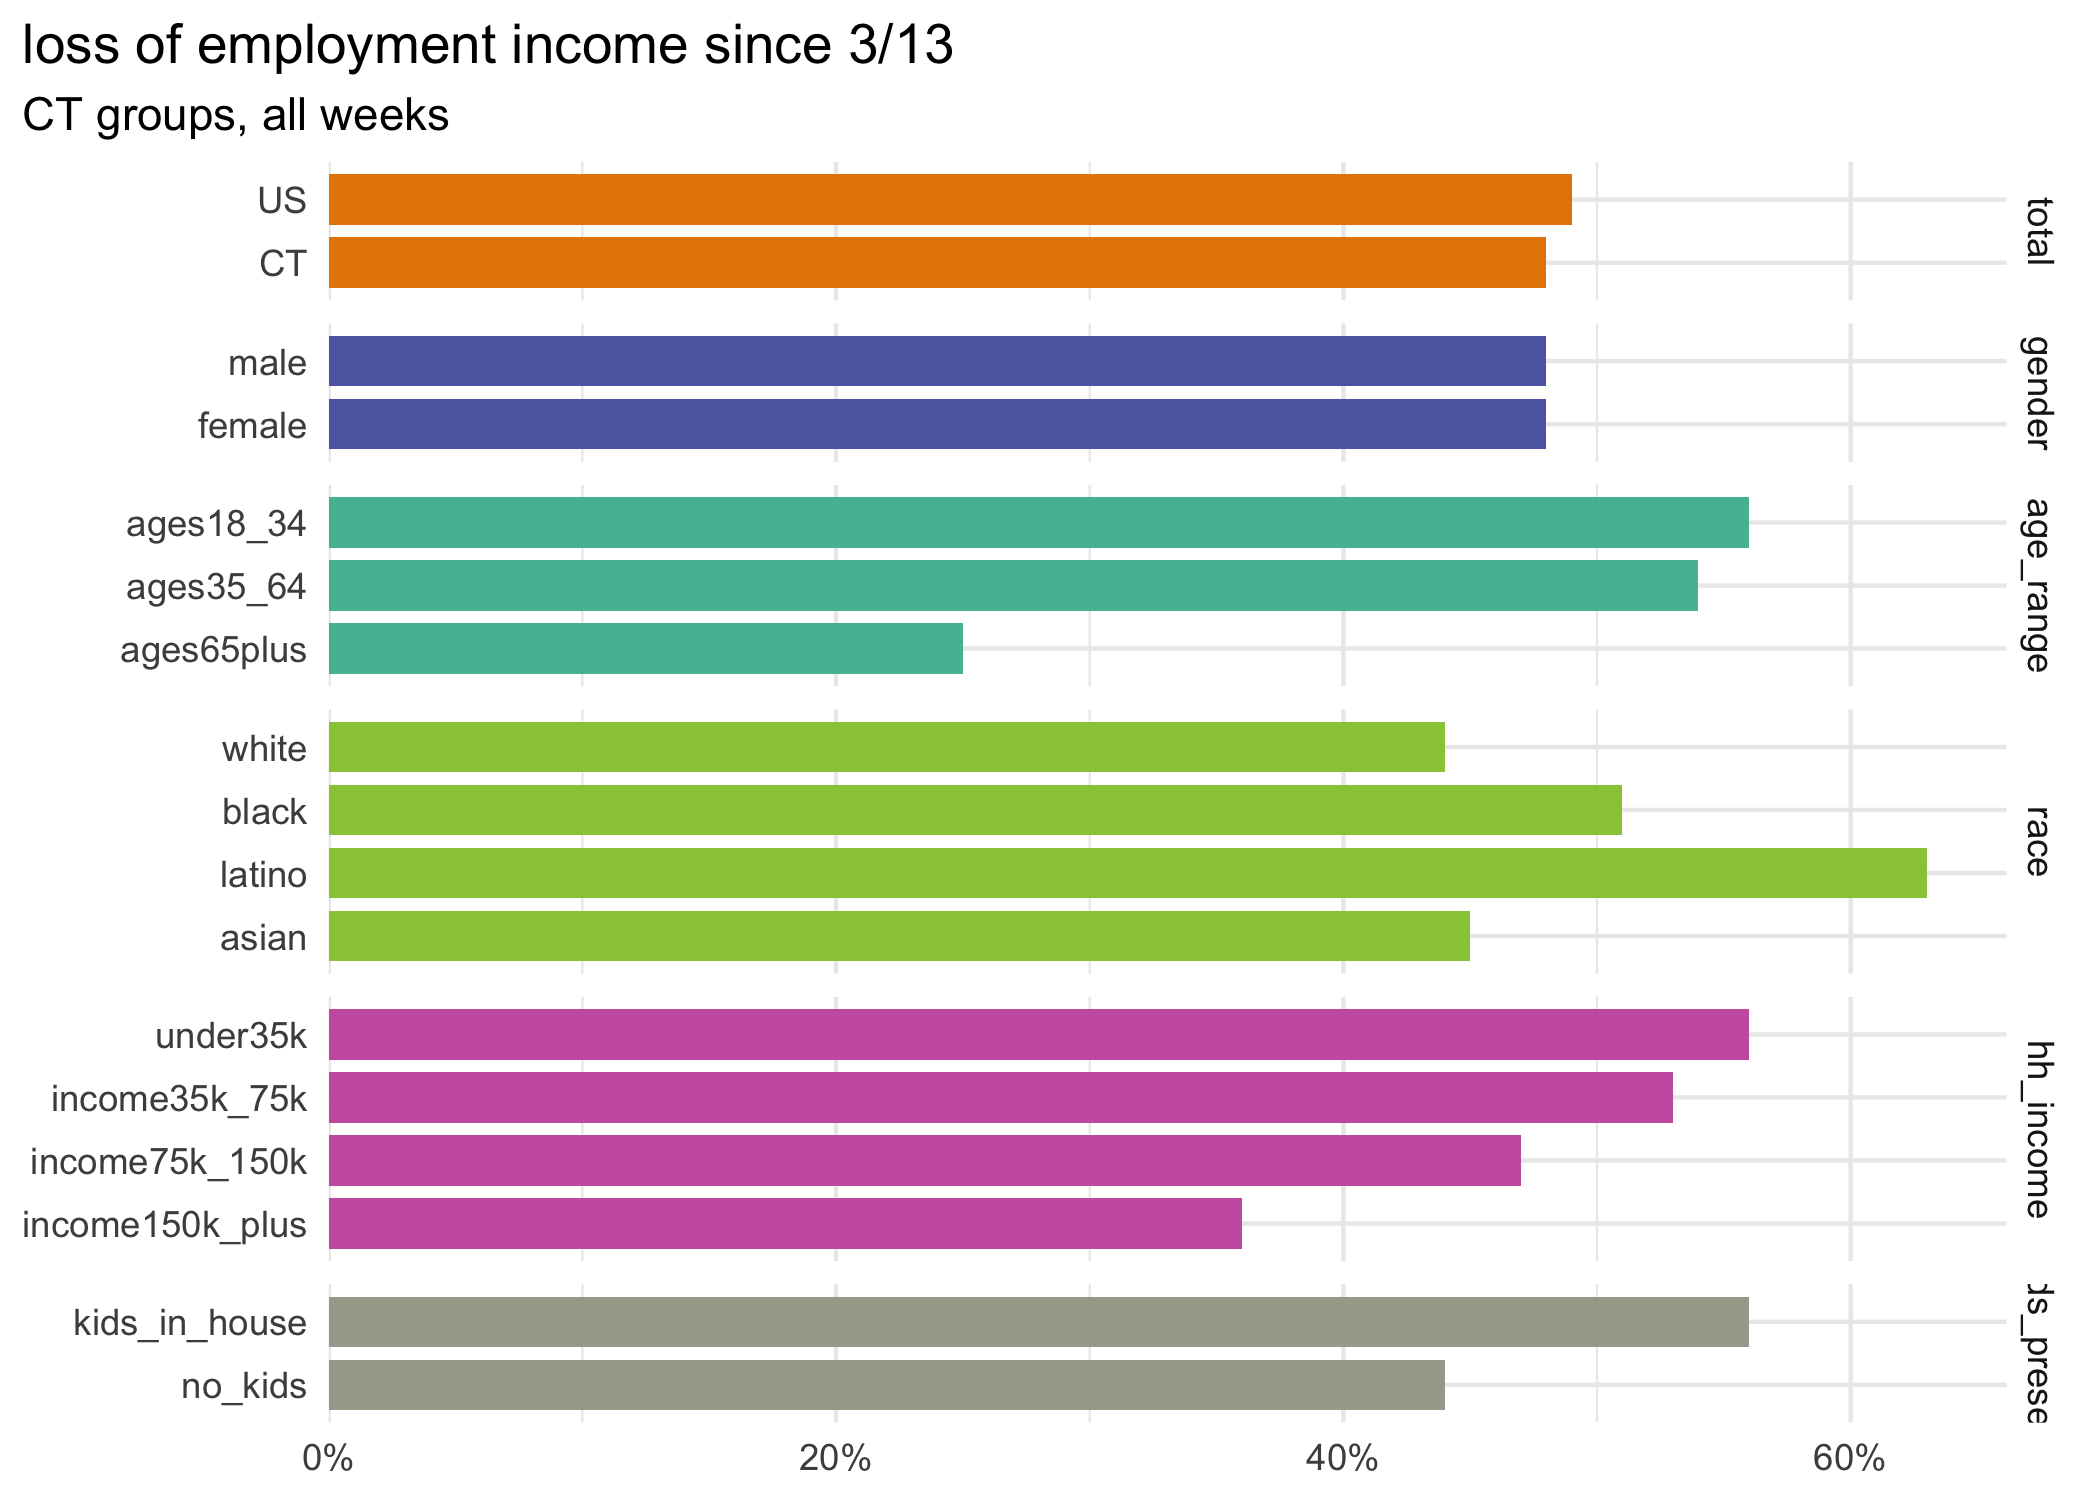 loss of employment income since 3/13
CT groups, all weeks
US
CT
total
male
female
gender
ages18_34
ages35_64
ages65plus
age_range
white
black
latino
asian
race
under35k
income35k_75k
income75k_150k
income150k_plus
hh_income
kids_in_house
no_kids
ds_prese
0%
20%
40%
60%